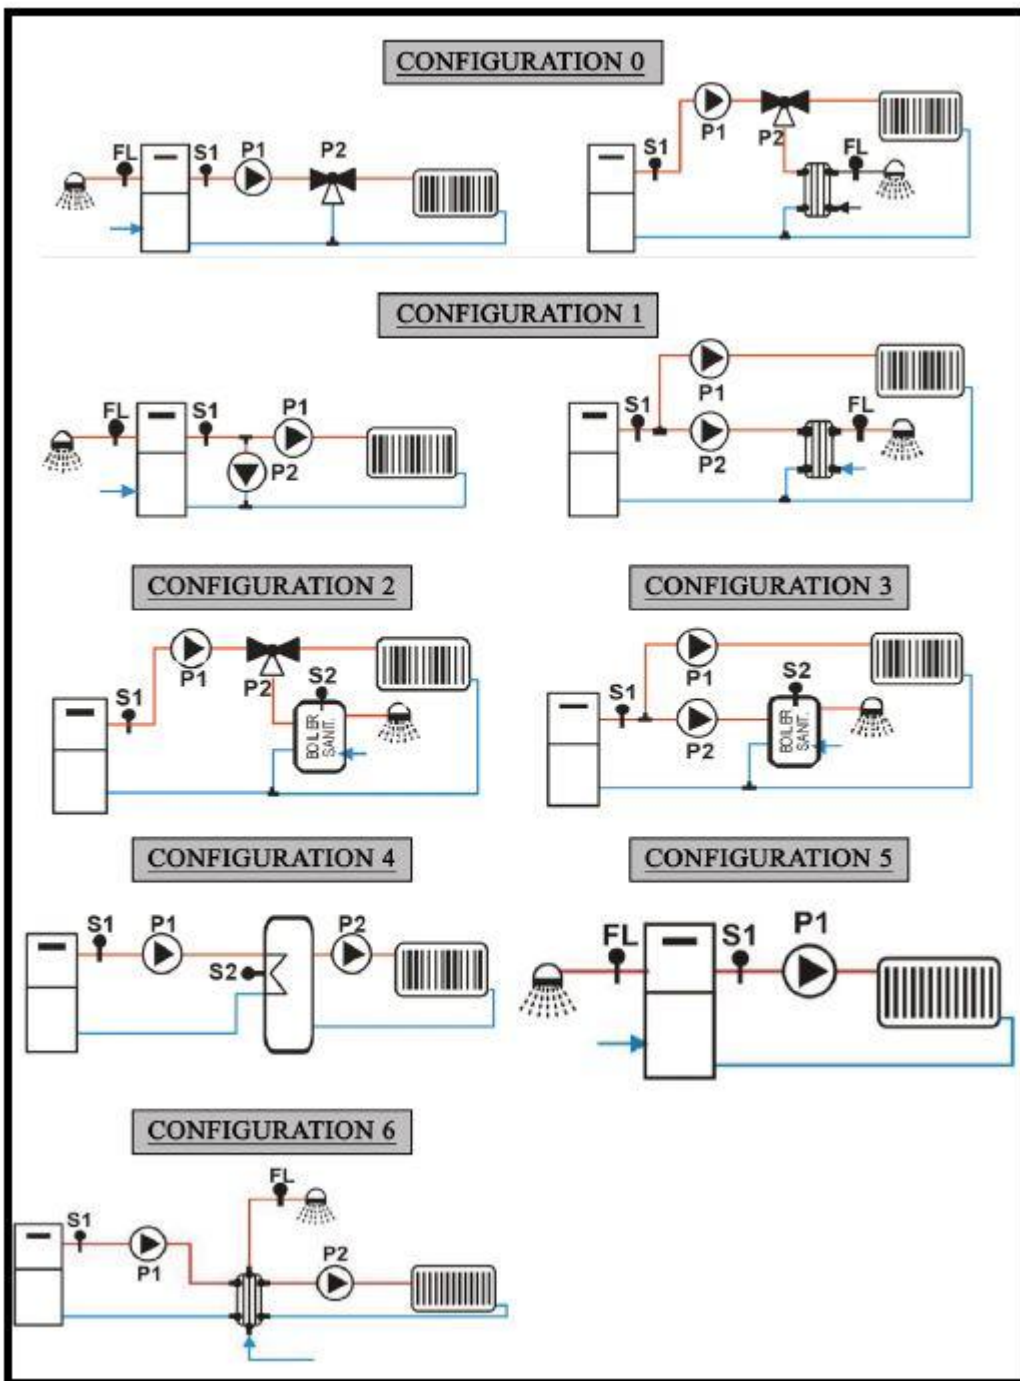 CONFIGURATION 0
FL S1 P1 P2
S1 P1 P2 FL
CONFIGURATION 1
FL S1 P1 P2
S1 P1 P2 FL
CONFIGURATION 2
S1 P1 P2 S2
BOILER
SANIT.
CONFIGURATION 3
S1 P1 P2 S2
BOILER
SANIT.
CONFIGURATION 4
S1 P1 S2 P2
CONFIGURATION 5
FL S1 P1
CONFIGURATION 6
S1 P1 FL P2